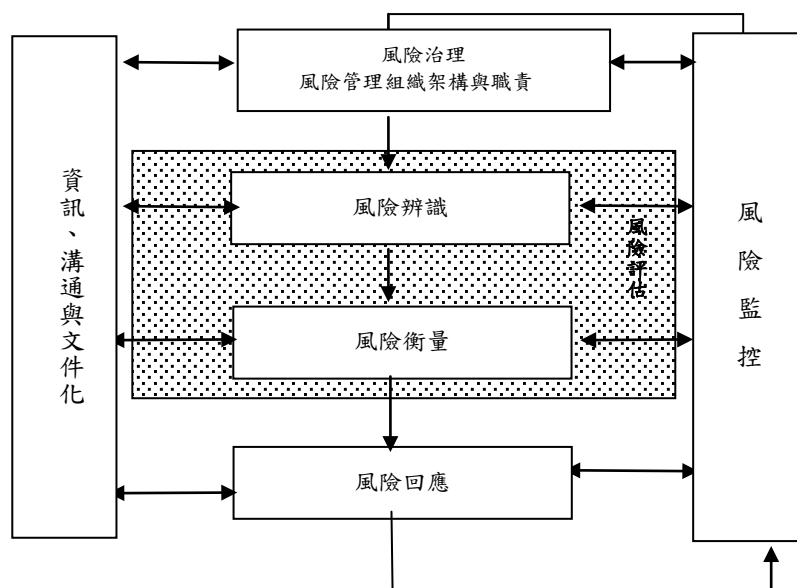 風險治理
風險管理組織架構與職責
資訊、溝通與文件化
風險辨識
風險評估
風險衡量
風險監控
風險回應